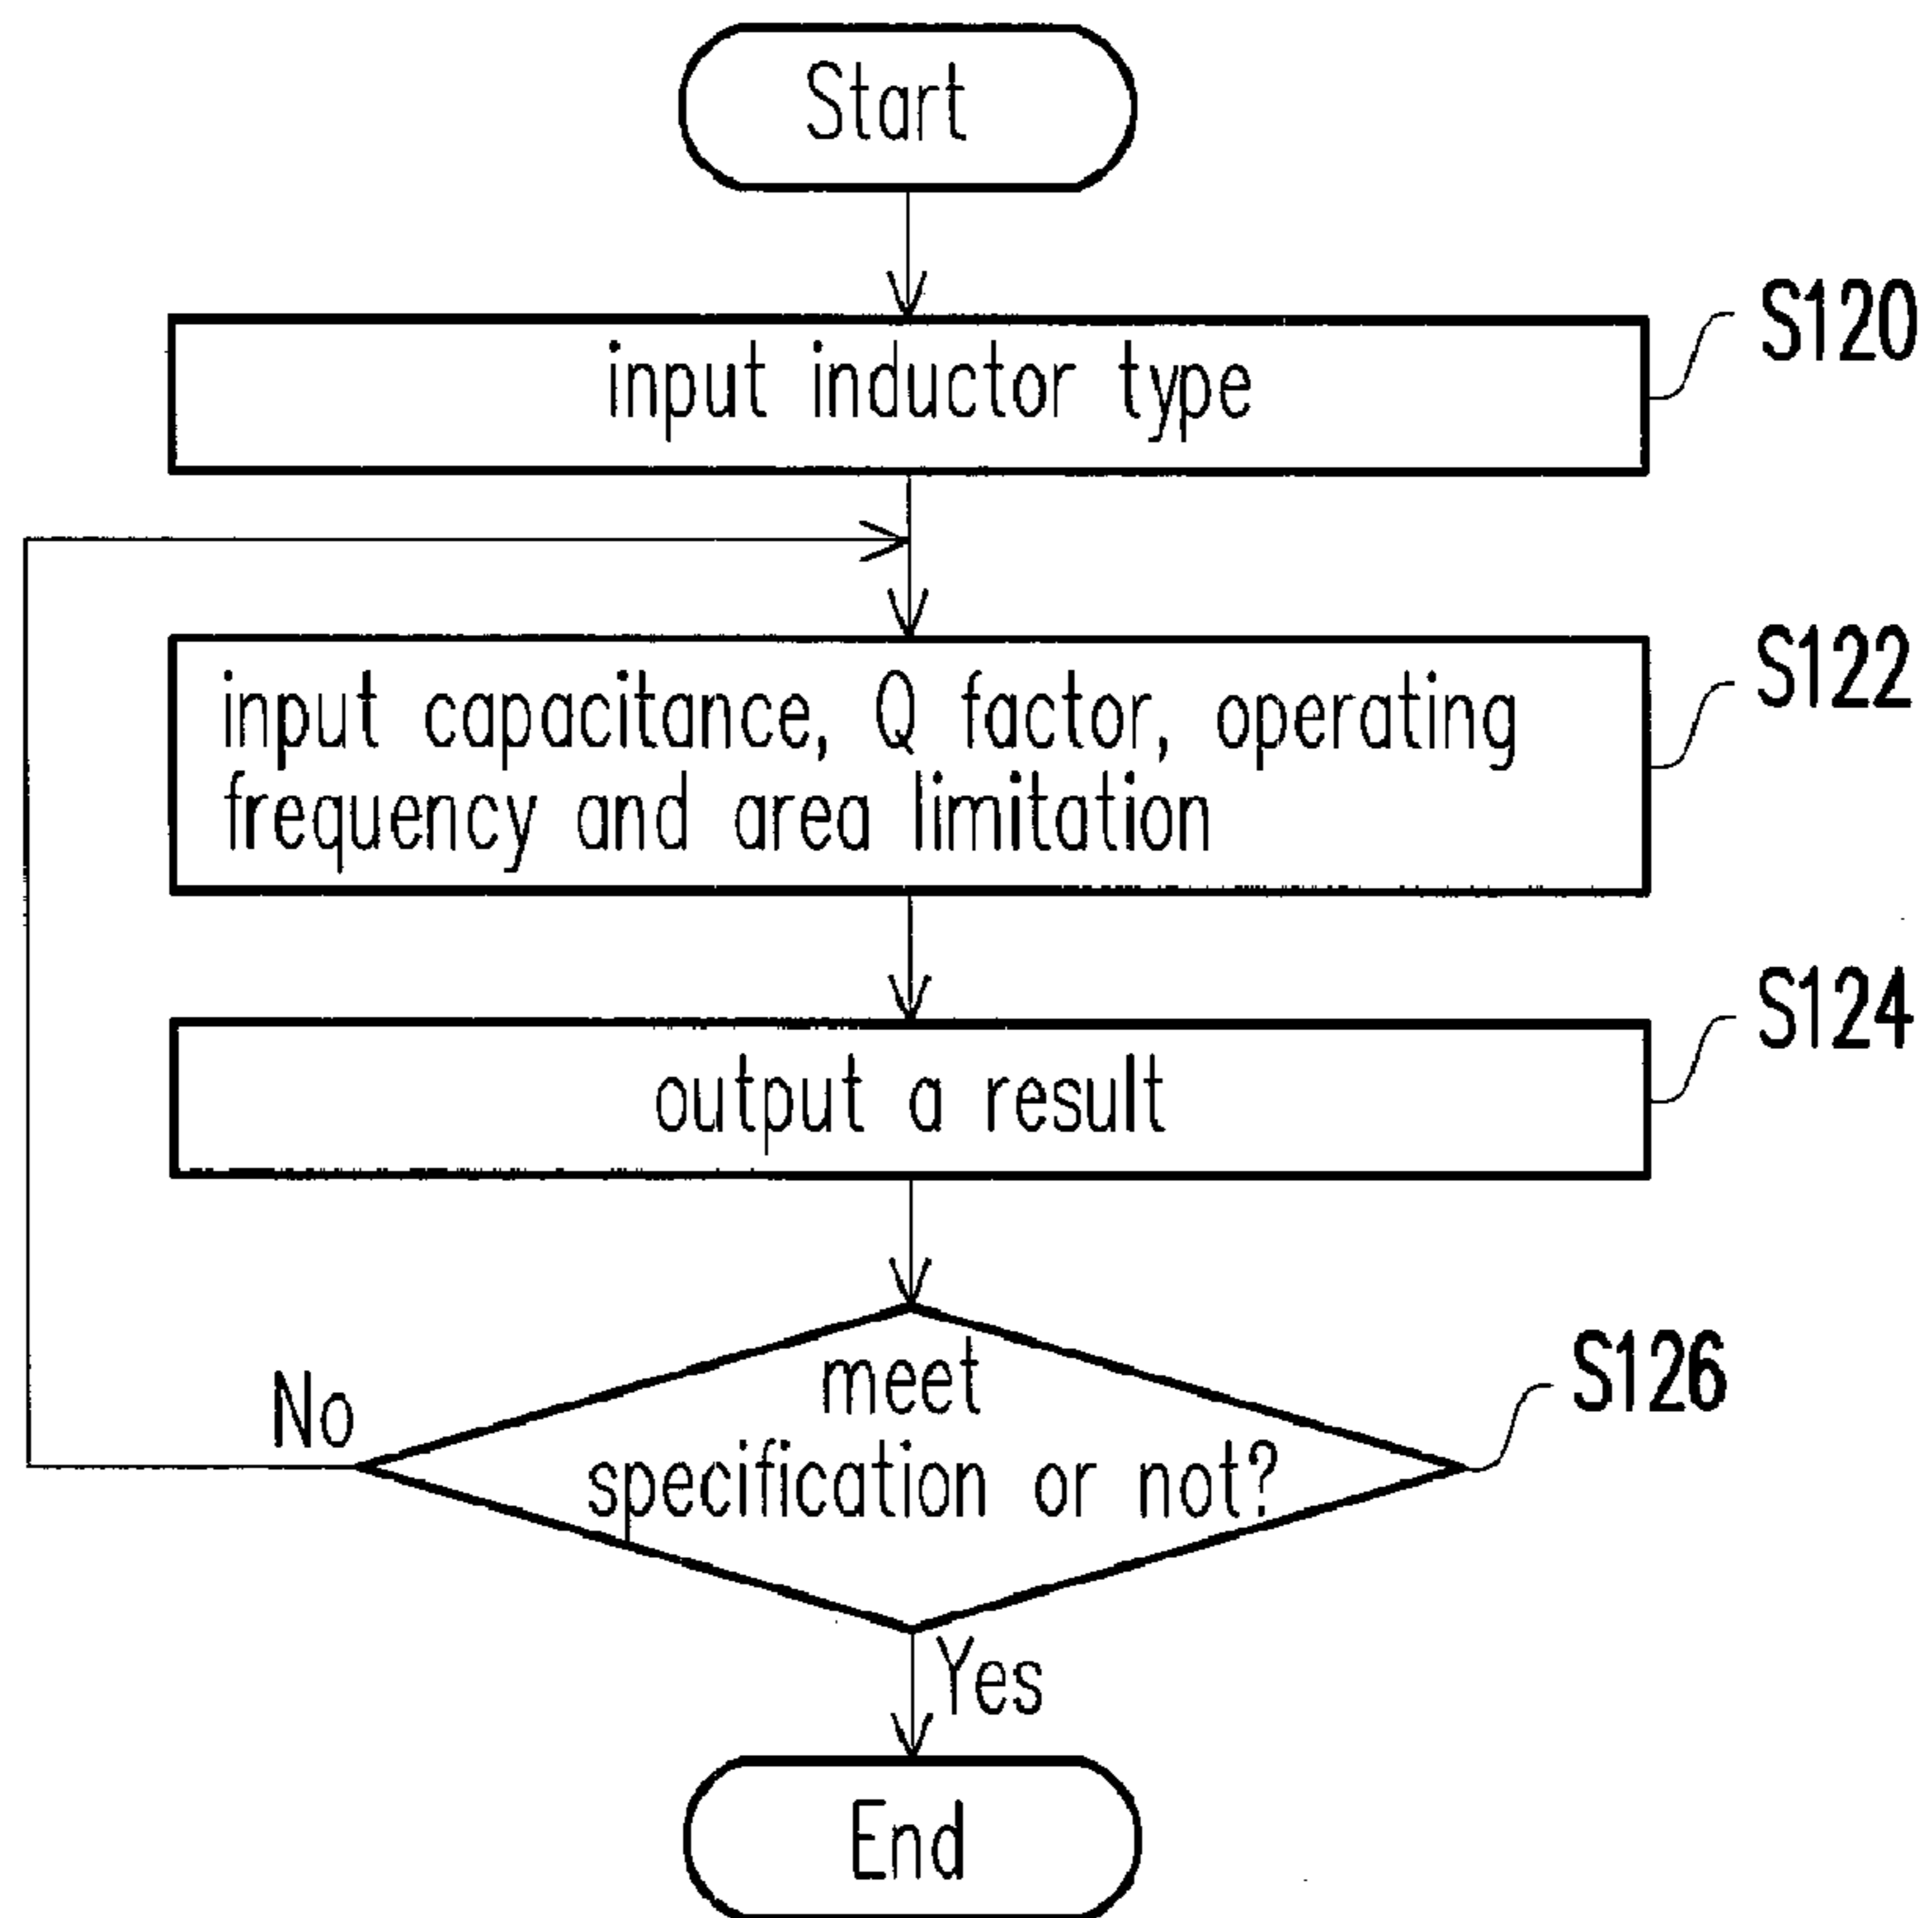 Start
S120
input inductor type
S122
input capacitance, Q factor, operating
frequency and area limitation
S124
output a result
S126
meet
specification or not?
No
Yes
End